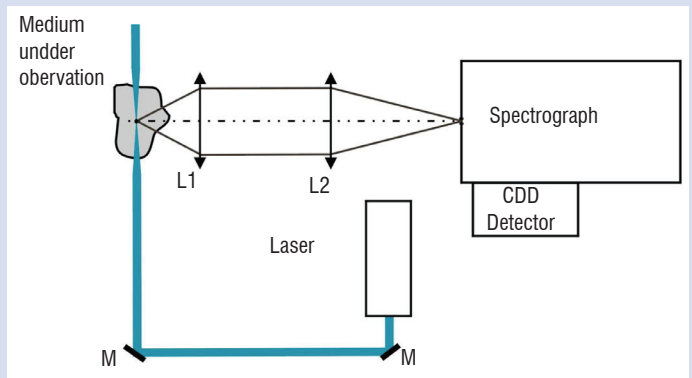 Medium
undder
obervation
L1
L2
Spectrograph
CDD
Detector
Laser
M
M